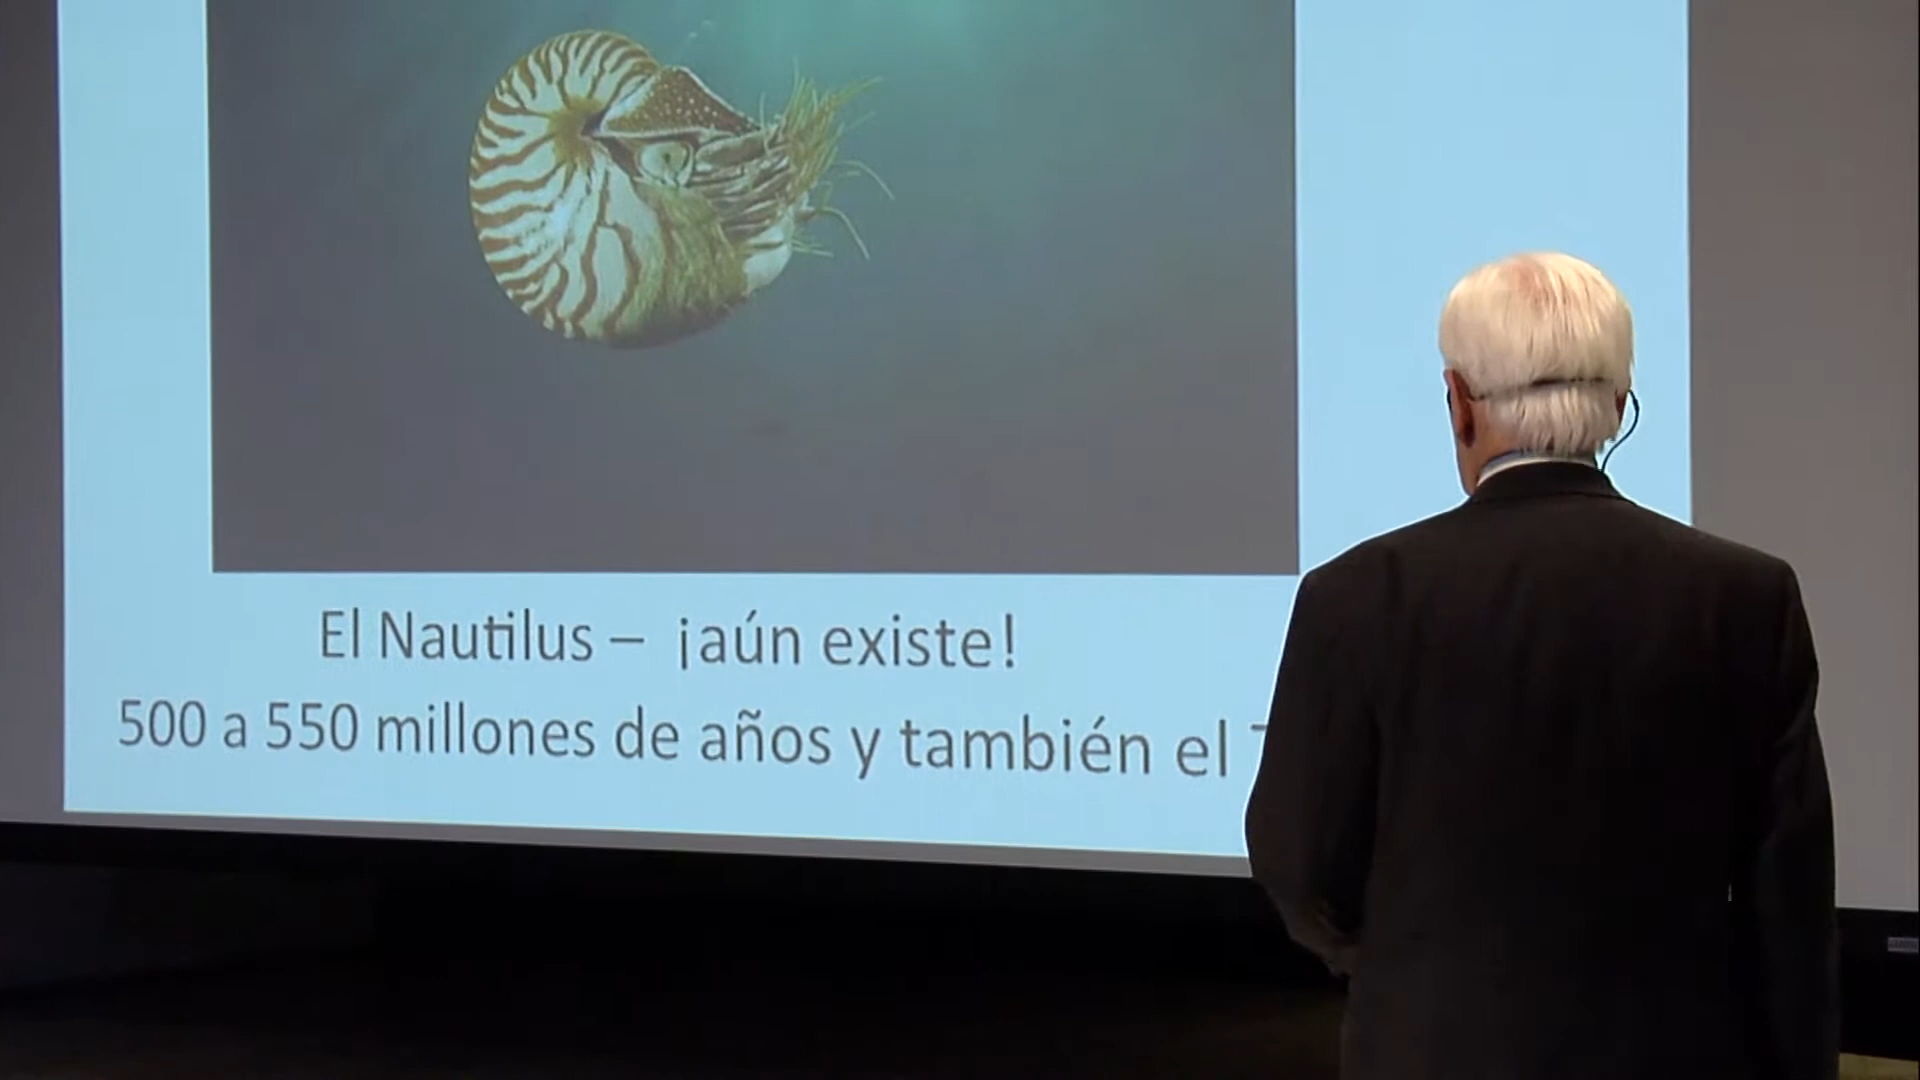 El Nautilus – ¡aún existe!
500 a 550 millones de años y también el